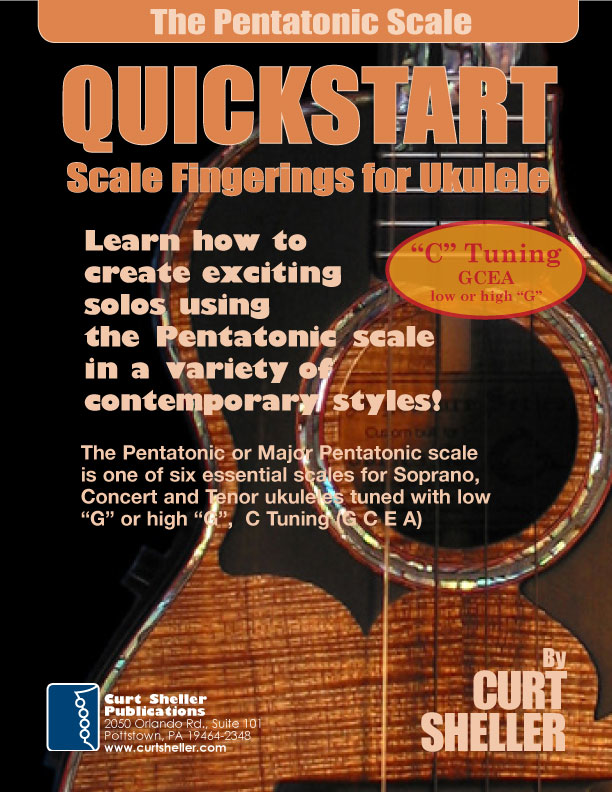 The Pentatonic Scale
QUICKSTART
Scale Fingerings for Ukulele
Learn how to
create exciting
solos using
the Pentatonic scale
in a variety of
contemporary styles!
“C” Tuning
GCEA
low or high “G”
The Pentatonic or Major Pentatonic scale
is one of six essential scales for Soprano,
Concert and Tenor ukuleles tuned with low
“G” or high “G”, C Tuning (G C E A)
By
CURT
SHELLER
Curt Sheller
Publications
2050 Orlando Rd., Suite 101
Pottstown, PA 19464-2348
www.curtsheller.com